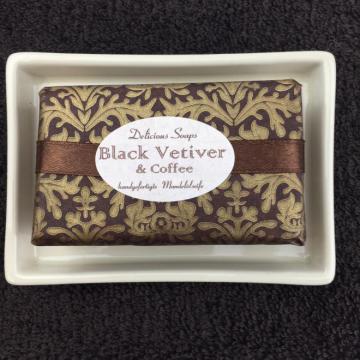 Delicious Soaps
Black Vetiver
& Coffee
handgefertigte Mandelölseife